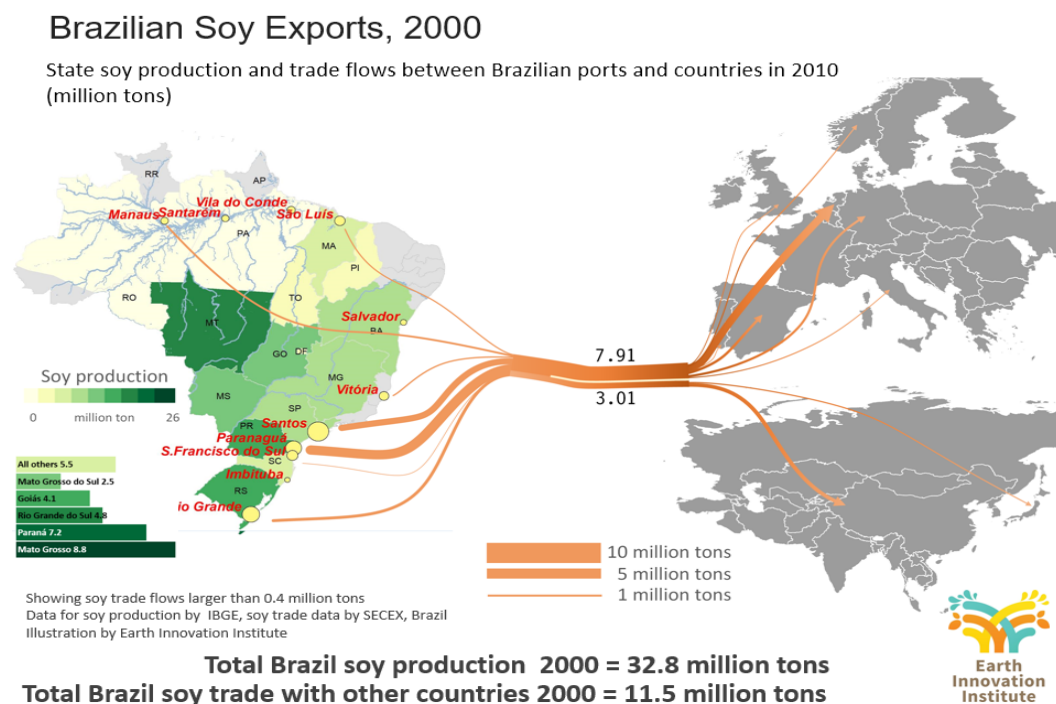 Brazilian Soy Exports, 2000
State soy production and trade flows between Brazilian ports and countries in 2010
(million tons)
RR
AP
Vila do Conde
Manaus
Santarém
São Luís
PA
MA
PI
RO
TO
MT
Salvador
BA
GO
DF
7.91
Soy production
MG
Vitória
MS
3.01
0
million ton
26
SP
Santos
PR
Paranaguá
S.Francisco do Sul
SC
All others 5.5
Imbituba
Mato Grosso do Sul 2.5
RS
Goiás 4.1
io Grande
Rio Grande do Sul 4.8
Paraná 7.2
Mato Grosso 8.8
10 million tons
5 million tons
1 million tons
Showing soy trade flows larger than 0.4 million tons
Data for soy production by IBGE, soy trade data by SECEX, Brazil
Illustration by Earth Innovation Institute
Total Brazil soy production 2000 = 32.8 million tons
Total Brazil soy trade with other countries 2000 = 11.5 million tons
Earth
Innovation
Institute